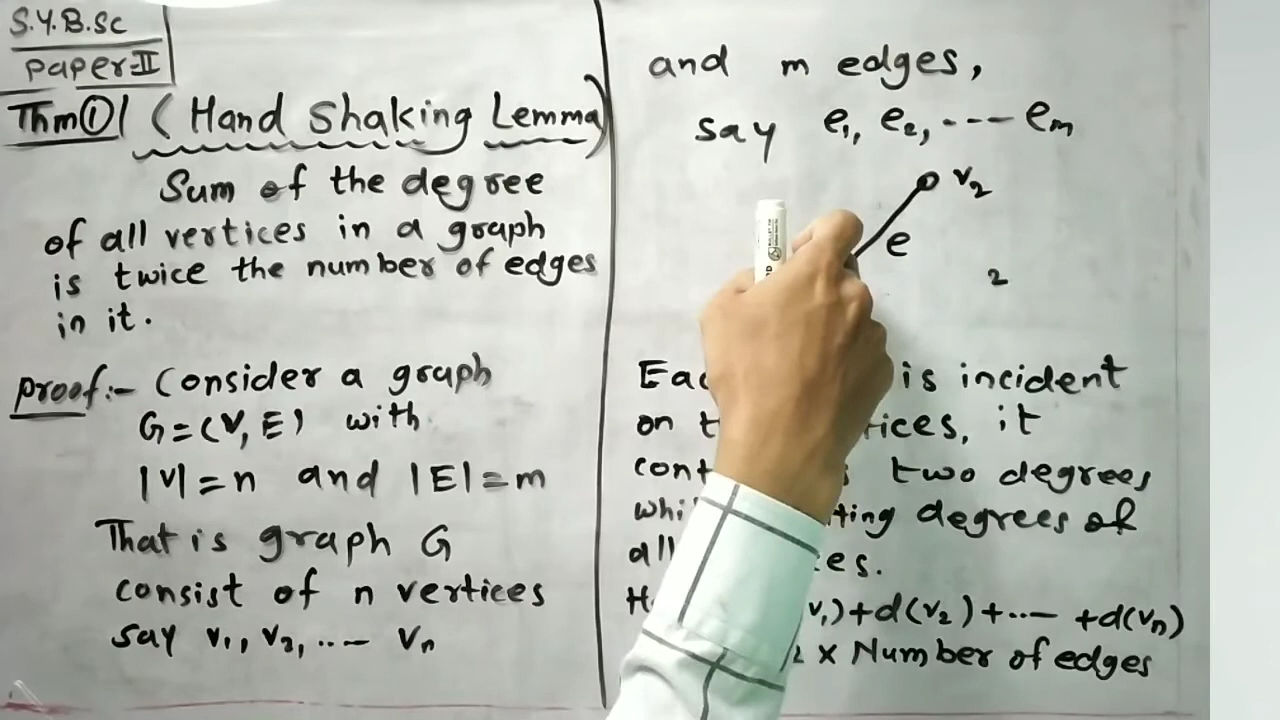 S.Y.B.Sc
Paper-II
Thm① (Hand Shaking Lemma)
Sum of the degree
of all vertices in a graph
is twice the number of edges
in it.
Proof:- Consider a graph
G=(V,E) with
|V|=n and |E|=m
That is graph G
consist of n vertices
say v₁, v₂, ..-- vₙ
and m edges,
say e₁, e₂, ---- eₘ
v₂
e
2
is incident
on it
two degrees
degrees of
all
v₁)+d(v₂)+..-- +d(vₙ)
2 x Number of edges